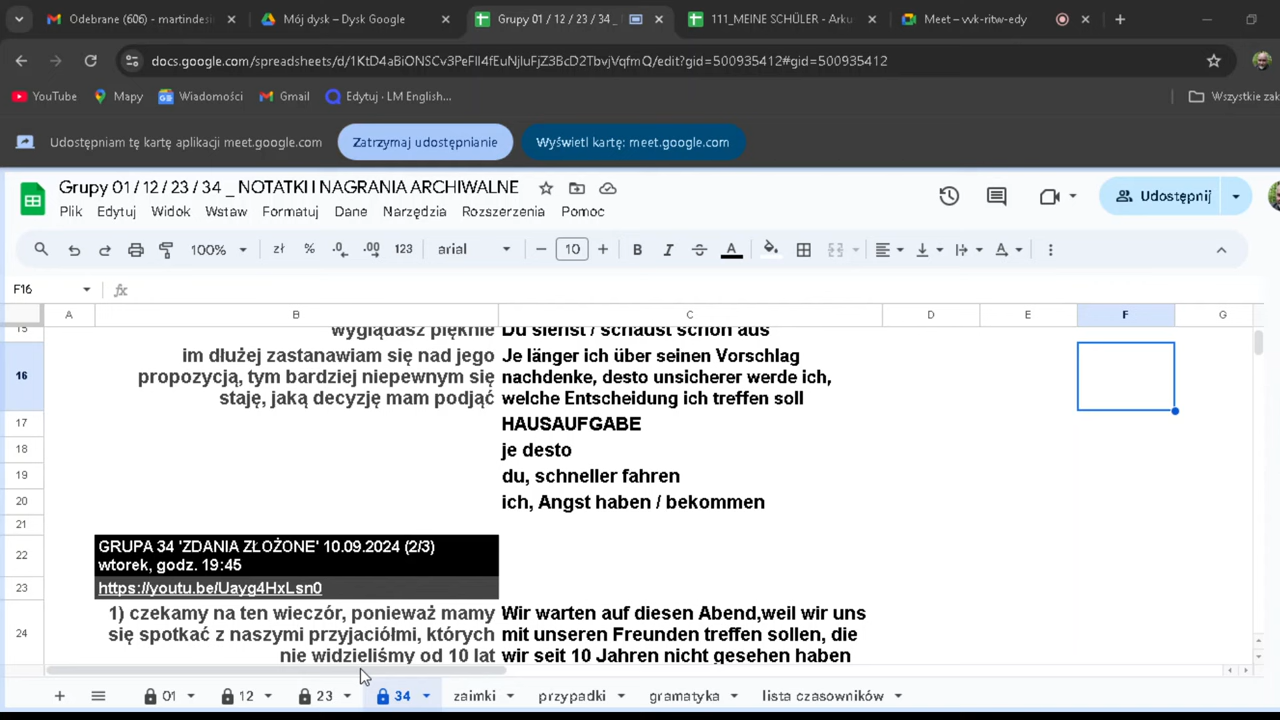 Odebrane (606) - martindesi
Mój dysk – Dysk Google
Grupy 01 / 12 / 23 / 34 _
111_MEINE SCHÜLER - Arku
Meet – vvk-ritw-edy
docs.google.com/spreadsheets/d/1KtD4aBiONSCv3PeFlI4fEuNjluFjZ3BcD2TbvjVqfmQ/edit?gid=500935412#gid=500935412
YouTube
Mapy
Wiadomości
Gmail
Edytuj · LM English...
Wszystkie zak
Udostępniam tę kartę aplikacji meet.google.com
Zatrzymaj udostępnianie
Wyświetl kartę: meet.google.com
Grupy 01 / 12 / 23 / 34 _ NOTATKI I NAGRANIA ARCHIWALNE
Plik Edytuj Widok Wstaw Formatuj Dane Narzędzia Rozszerzenia Pomoc
Udostępnij
100% zł % .0 .00 123 arial 10 B I S A
F16 fx
A B C D E F G
15 wyglądasz pięknie Du siehst / schaust schön aus
im dłużej zastanawiam się nad jego Je länger ich über seinen Vorschlag
16 propozycją, tym bardziej niepewnym się nachdenke, desto unsicherer werde ich,
staję, jaką decyzję mam podjąć welche Entscheidung ich treffen soll
17 HAUSAUFGABE
18 je desto
19 du, schneller fahren
20 ich, Angst haben / bekommen
21
22 GRUPA 34 'ZDANIA ZŁOŻONE' 10.09.2024 (2/3)
wtorek, godz. 19:45
23 https://youtu.be/Uayg4HxLsn0
1) czekamy na ten wieczór, ponieważ mamy Wir warten auf diesen Abend,weil wir uns
24 się spotkać z naszymi przyjaciółmi, których mit unseren Freunden treffen sollen, die
nie widzieliśmy od 10 lat wir seit 10 Jahren nicht gesehen haben
01 12 23 34 zaimki przypadki gramatyka lista czasowników